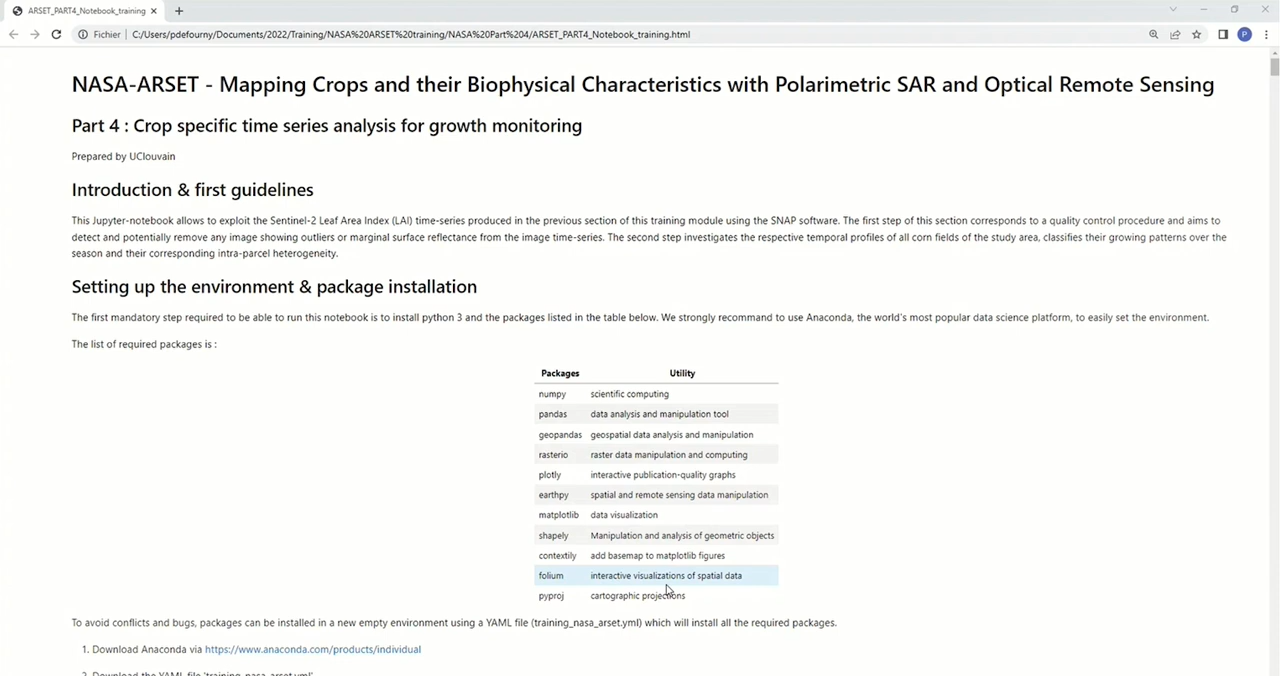 ARSET_PART4_Notebook_training
Fichier | C:/Users/pdefourny/Documents/2022/Training/NASA%20ARSET%20training/NASA%20Part%204/ARSET_PART4_Notebook_training.html
P
NASA-ARSET - Mapping Crops and their Biophysical Characteristics with Polarimetric SAR and Optical Remote Sensing
Part 4 : Crop specific time series analysis for growth monitoring
Prepared by UClouvain
Introduction & first guidelines
This Jupyter-notebook allows to exploit the Sentinel-2 Leaf Area Index (LAI) time-series produced in the previous section of this training module using the SNAP software. The first step of this section corresponds to a quality control procedure and aims to
detect and potentially remove any image showing outliers or marginal surface reflectance from the image time-series. The second step investigates the respective temporal profiles of all corn fields of the study area, classifies their growing patterns over the
season and their corresponding intra-parcel heterogeneity.
Setting up the environment & package installation
The first mandatory step required to be able to run this notebook is to install python 3 and the packages listed in the table below. We strongly recommand to use Anaconda, the world's most popular data science platform, to easily set the environment.
The list of required packages is :
Packages Utility
numpy scientific computing
pandas data analysis and manipulation tool
geopandas geospatial data analysis and manipulation
rasterio raster data manipulation and computing
plotly interactive publication-quality graphs
earthpy spatial and remote sensing data manipulation
matplotlib data visualization
shapely Manipulation and analysis of geometric objects
contextily add basemap to matplotlib figures
folium interactive visualizations of spatial data
pyproj cartographic projections
To avoid conflicts and bugs, packages can be installed in a new empty environment using a YAML file (training_nasa_arset.yml) which will install all the required packages.
1. Download Anaconda via https://www.anaconda.com/products/individual
2. Download the YAML file 'training_nasa_arset.yml'